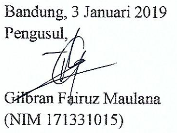 Bandung, 3 Januari 2019
Pengusul,
Gilbran Fairuz Maulana
(NIM 171331015)